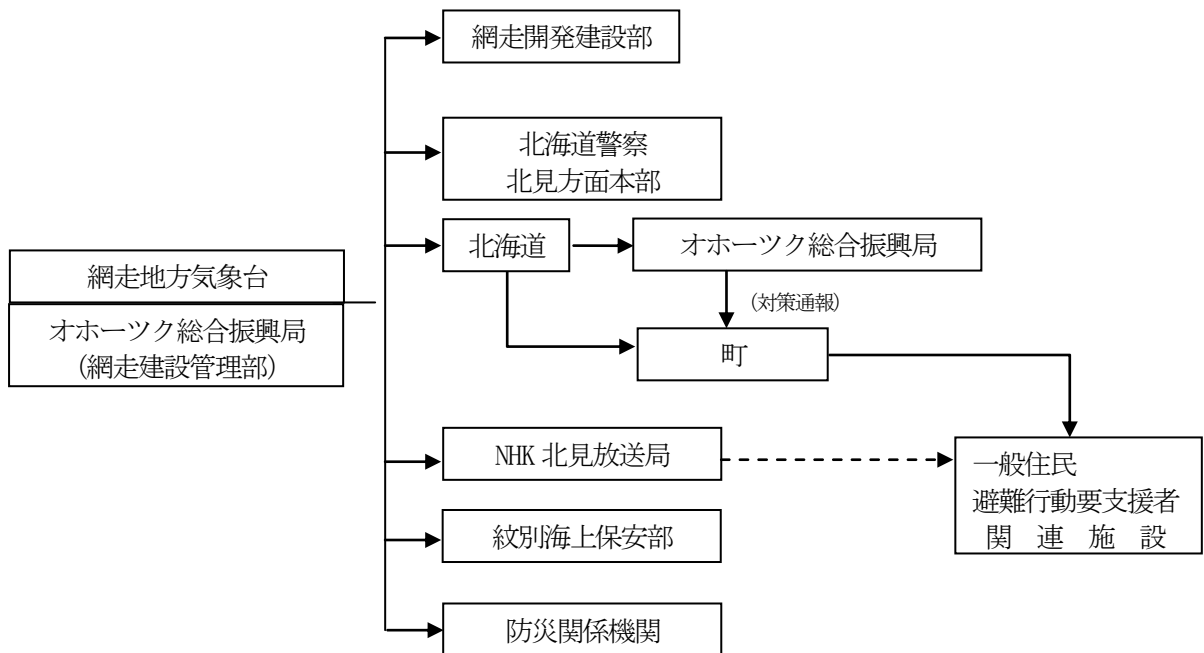 網走開発建設部
北海道警察
北見方面本部
北海道
オホーツク総合振興局
網走地方気象台
オホーツク総合振興局
(網走建設管理部)
(対策通報)
町
NHK 北見放送局
一般住民
避難行動要支援者
関 連 施 設
紋別海上保安部
防災関係機関